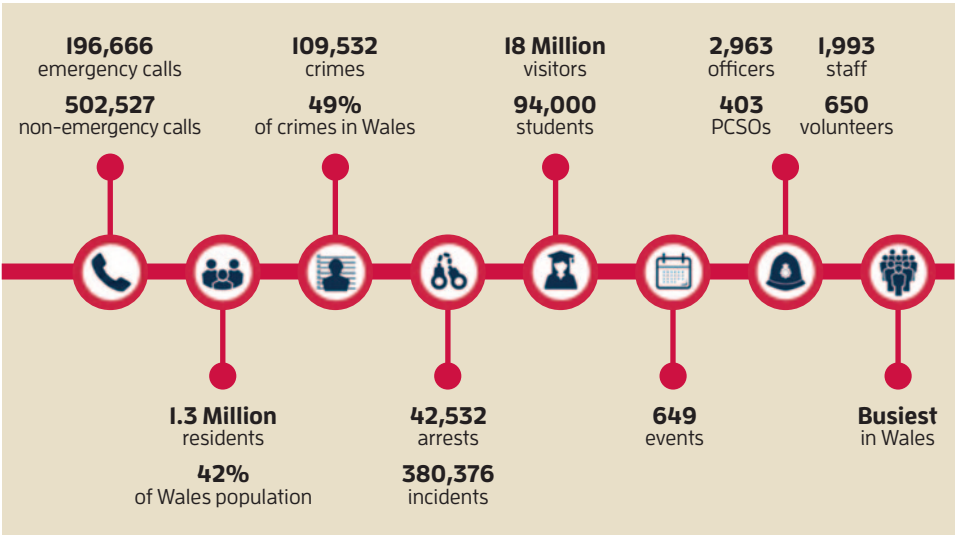 196,666
emergency calls
502,527
non-emergency calls
109,532
crimes
49%
of crimes in Wales
18 Million
visitors
94,000
students
2,963
officers
403
PCSOs
1,993
staff
650
volunteers
1.3 Million
residents
42%
of Wales population
42,532
arrests
380,376
incidents
649
events
Busiest
in Wales